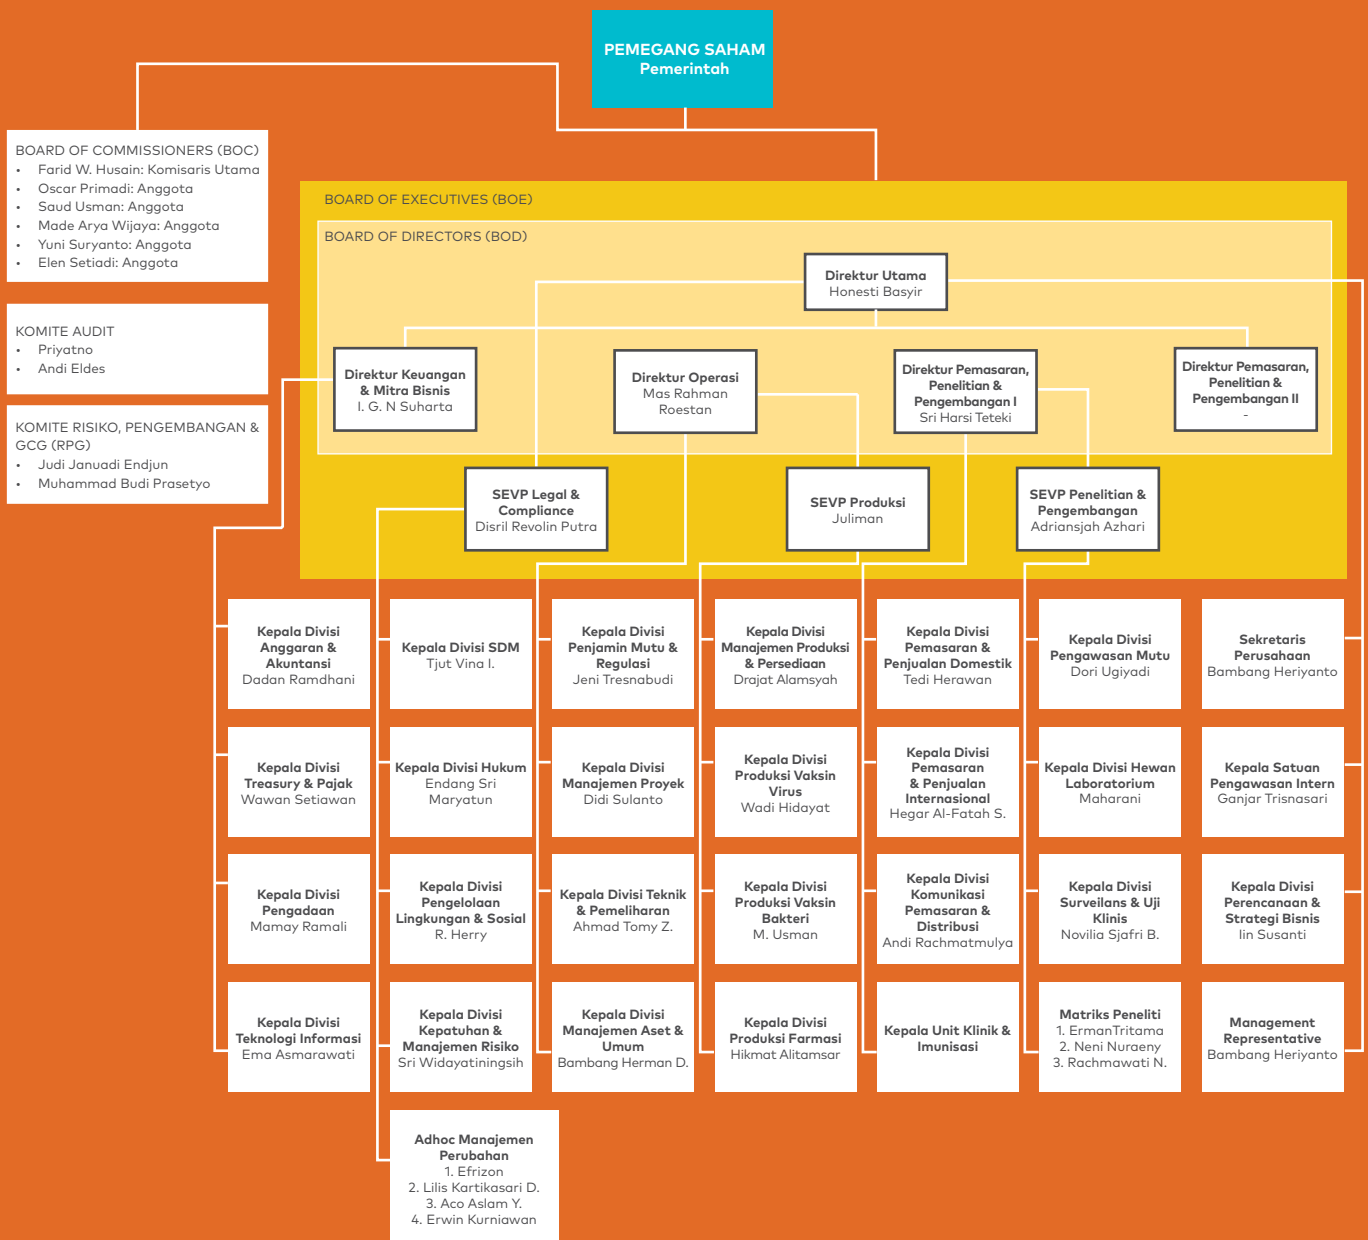 PEMEGANG SAHAM
Pemerintah
BOARD OF COMMISSIONERS (BOC)
• Farid W. Husain: Komisaris Utama
• Oscar Primadi: Anggota
• Saud Usman: Anggota
• Made Arya Wijaya: Anggota
• Yuni Suryanto: Anggota
• Elen Setiadi: Anggota
KOMITE AUDIT
• Priyatno
• Andi Eldes
KOMITE RISIKO, PENGEMBANGAN &
GCG (RPG)
• Judi Januadi Endjun
• Muhammad Budi Prasetyo
BOARD OF EXECUTIVES (BOE)
BOARD OF DIRECTORS (BOD)
Direktur Utama
Honesti Basyir
Direktur Keuangan
& Mitra Bisnis
I. G. N Suharta
Direktur Operasi
Mas Rahman
Roestan
Direktur Pemasaran,
Penelitian &
Pengembangan I
Sri Harsi Teteki
Direktur Pemasaran,
Penelitian &
Pengembangan II
-
SEVP Legal &
Compliance
Disril Revolin Putra
SEVP Produksi
Juliman
SEVP Penelitian &
Pengembangan
Adriansjah Azhari
Kepala Divisi
Anggaran &
Akuntansi
Dadan Ramdhani
Kepala Divisi SDM
Tjut Vina I.
Kepala Divisi
Penjamin Mutu &
Regulasi
Jeni Tresnabudi
Kepala Divisi
Manajemen Produksi
& Persediaan
Drajat Alamsyah
Kepala Divisi
Pemasaran &
Penjualan Domestik
Tedi Herawan
Kepala Divisi
Pengawasan Mutu
Dori Ugiyadi
Sekretaris
Perusahaan
Bambang Heriyanto
Kepala Divisi
Treasury & Pajak
Wawan Setiawan
Kepala Divisi Hukum
Endang Sri
Maryatun
Kepala Divisi
Manajemen Proyek
Didi Sulanto
Kepala Divisi
Produksi Vaksin
Virus
Wadi Hidayat
Kepala Divisi
Pemasaran
& Penjualan
Internasional
Hegar Al-Fatah S.
Kepala Divisi Hewan
Laboratorium
Maharani
Kepala Satuan
Pengawasan Intern
Ganjar Trisnasari
Kepala Divisi
Pengadaan
Mamay Ramali
Kepala Divisi
Pengelolaan
Lingkungan & Sosial
R. Herry
Kepala Divisi Teknik
& Pemeliharan
Ahmad Tomy Z.
Kepala Divisi
Produksi Vaksin
Bakteri
M. Usman
Kepala Divisi
Komunikasi
Pemasaran &
Distribusi
Andi Rachmatmulya
Kepala Divisi
Surveilans & Uji
Klinis
Novilia Sjafri B.
Kepala Divisi
Perencanaan &
Strategi Bisnis
Iin Susanti
Kepala Divisi
Teknologi Informasi
Ema Asmarawati
Kepala Divisi
Kepatuhan &
Manajemen Risiko
Sri Widayatiningsih
Kepala Divisi
Manajemen Aset &
Umum
Bambang Herman D.
Kepala Divisi
Produksi Farmasi
Hikmat Alitamsar
Kepala Unit Klinik &
Imunisasi
Matriks Peneliti
1. ErmanTritama
2. Neni Nuraeny
3. Rachmawati N.
Management
Representative
Bambang Heriyanto
Adhoc Manajemen
Perubahan
1. Efrizon
2. Lilis Kartikasari D.
3. Aco Aslam Y.
4. Erwin Kurniawan